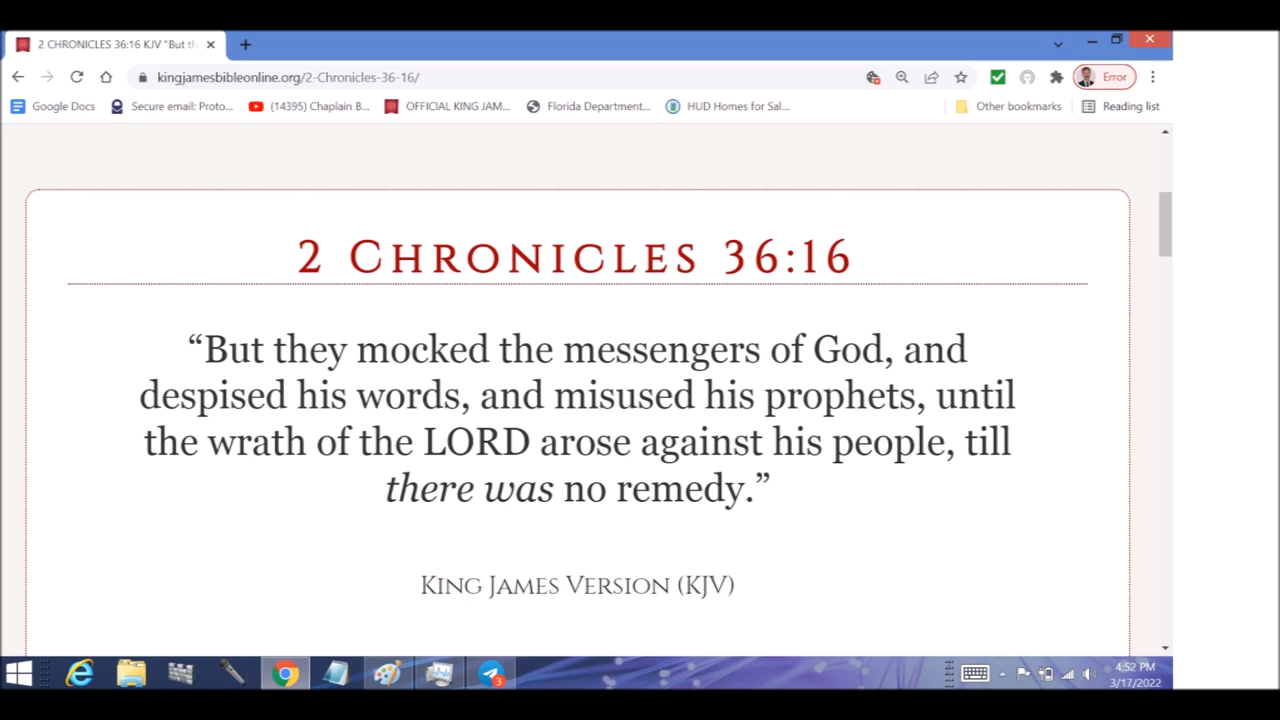 2 CHRONICLES 36:16 KJV "But th
kingjamesbibleonline.org/2-Chronicles-36-16/
Error
Google Docs Secure email: Proto... (14395) Chaplain B... OFFICIAL KING JAM... Florida Department... HUD Homes for Sal... Other bookmarks Reading list
2 CHRONICLES 36:16
“But they mocked the messengers of God, and
despised his words, and misused his prophets, until
the wrath of the LORD arose against his people, till
there was no remedy.”
KING JAMES VERSION (KJV)
3
4:52 PM
3/17/2022